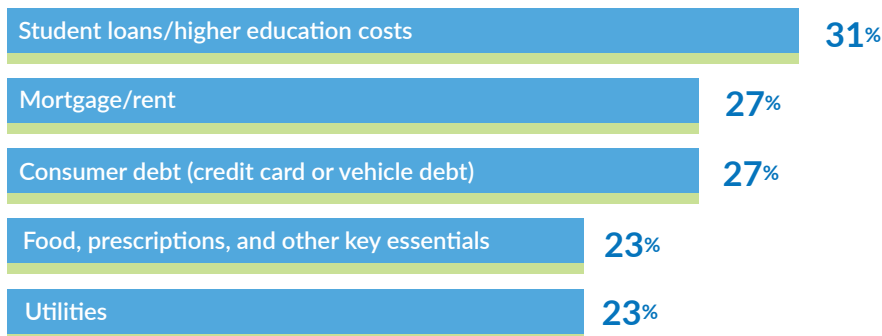 Student loans/higher education costs 31%
Mortgage/rent 27%
Consumer debt (credit card or vehicle debt) 27%
Food, prescriptions, and other key essentials 23%
Utilities 23%